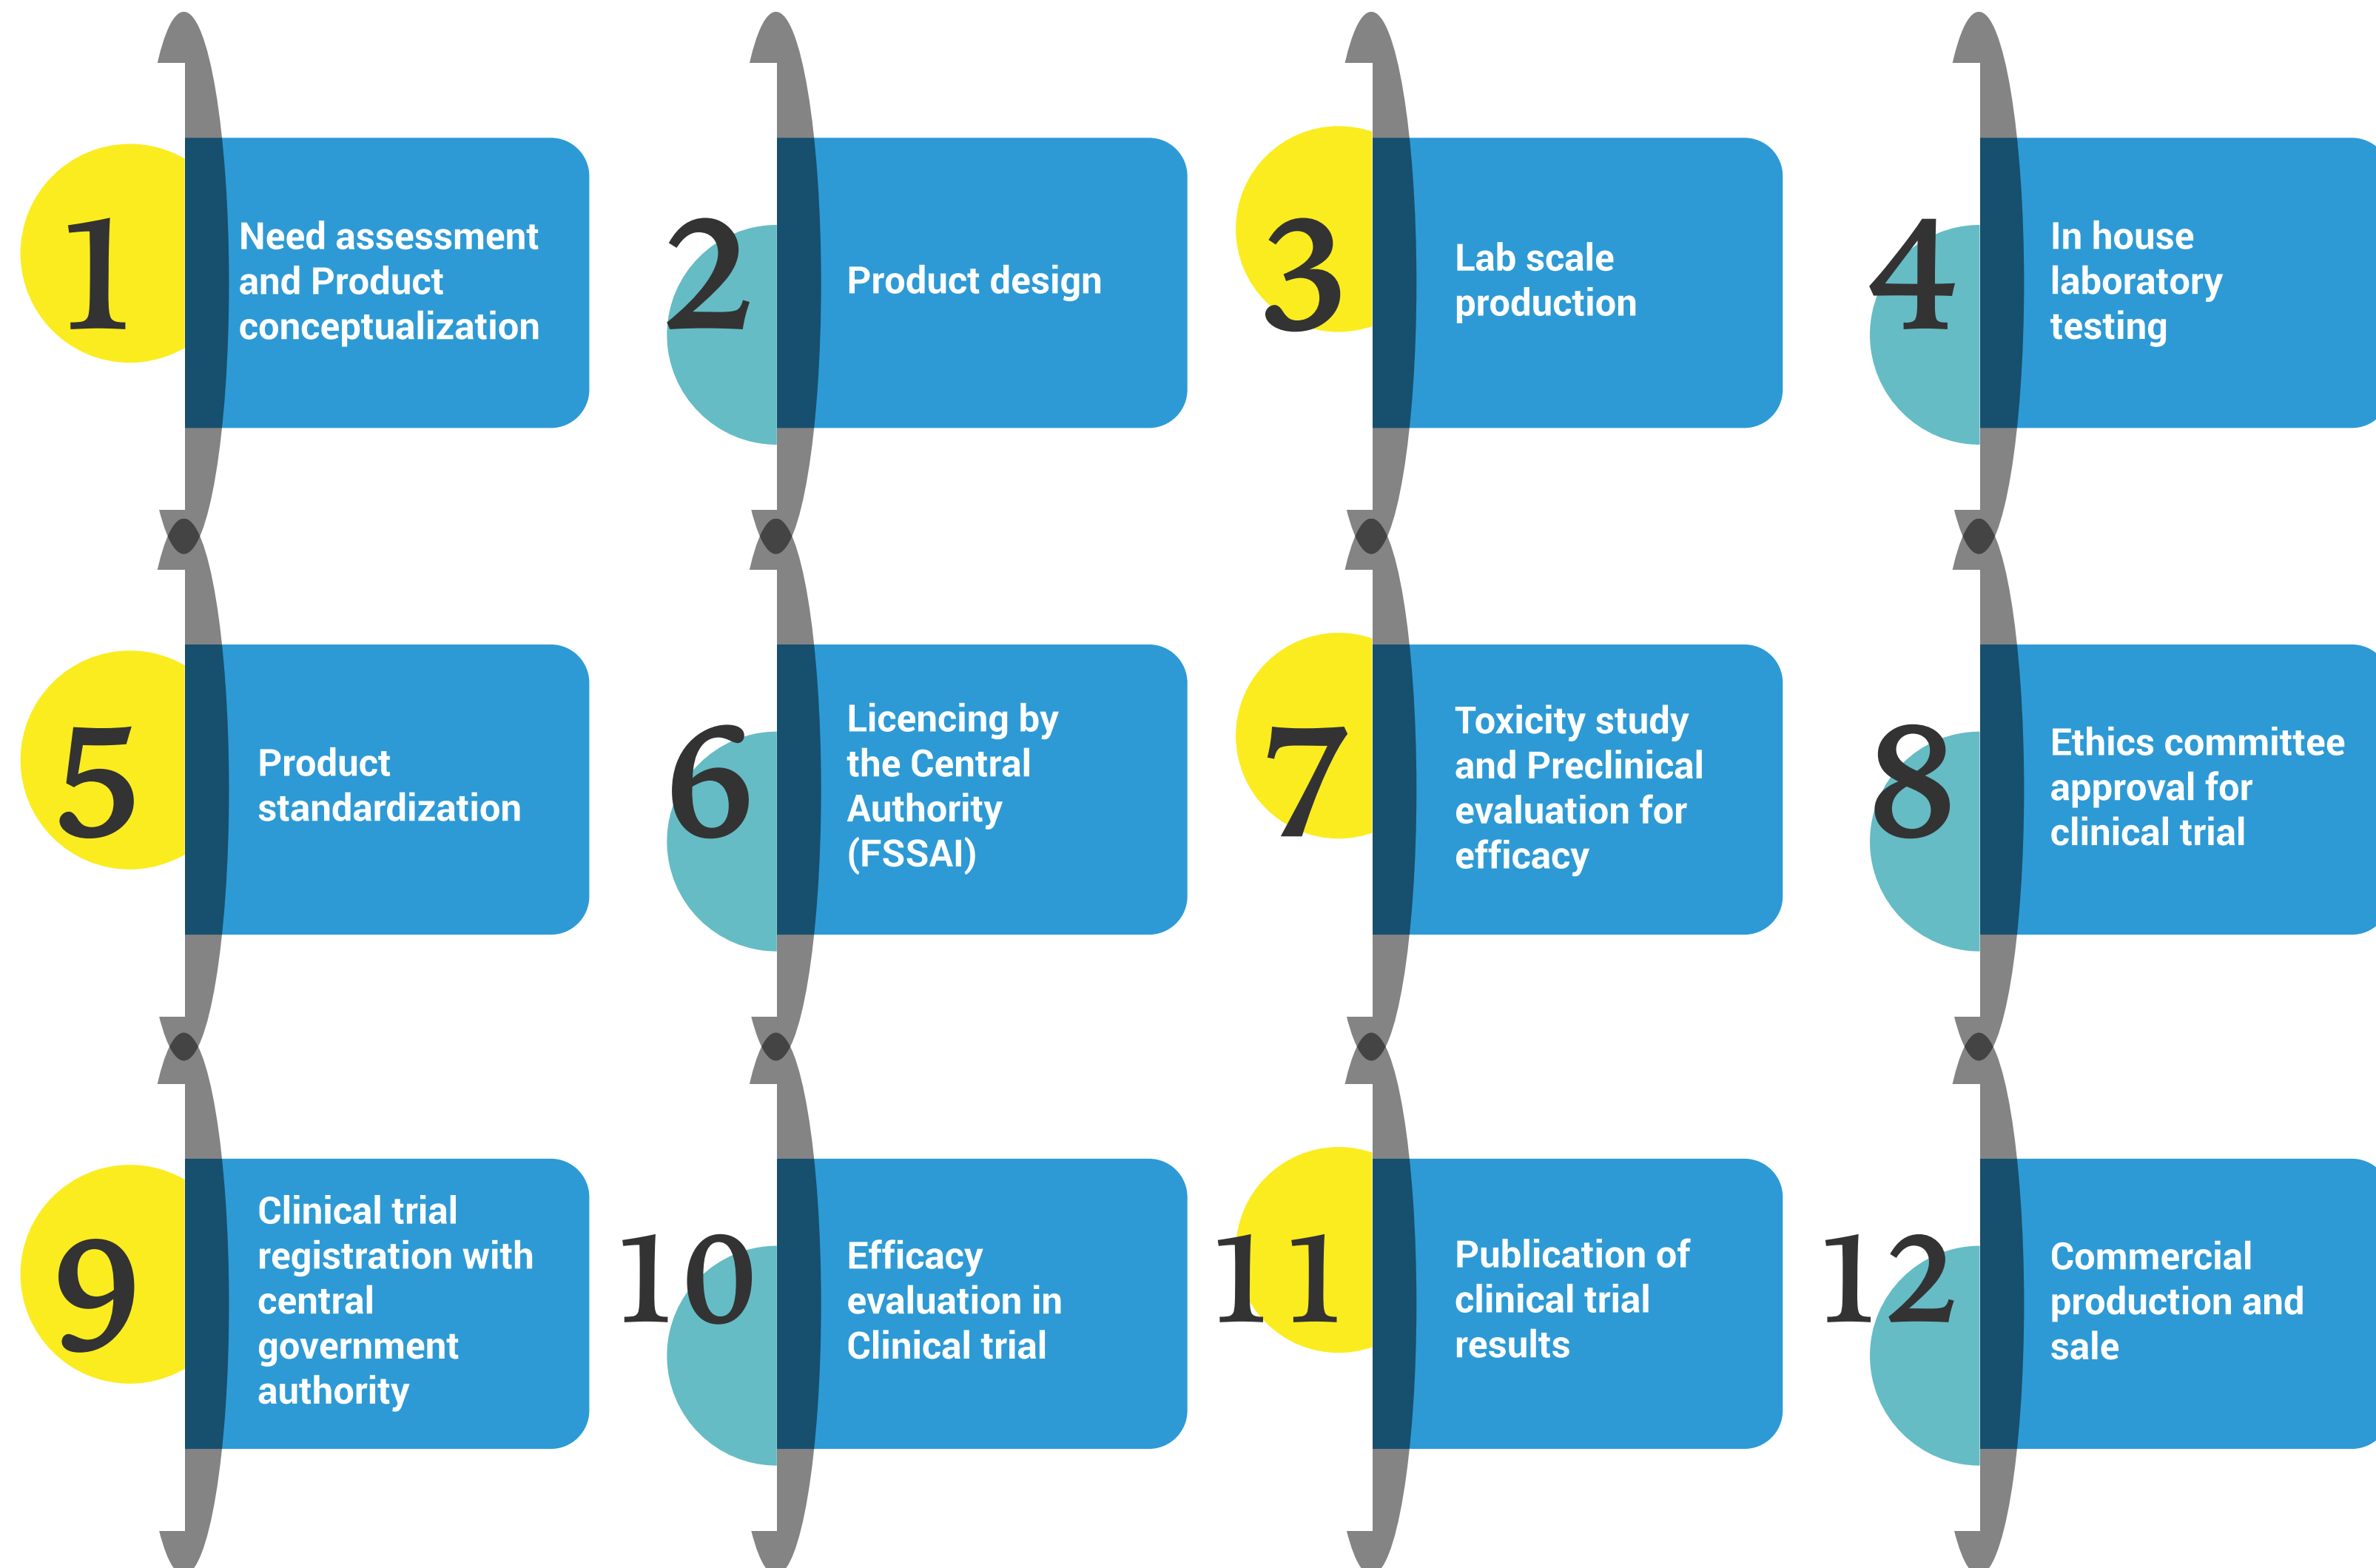 1
Need assessment
and Product
conceptualization
2
Product design
3
Lab scale
production
4
In house
laboratory
testing
5
Product
standardization
6
Licencing by
the Central
Authority
(FSSAI)
7
Toxicity study
and Preclinical
evaluation for
efficacy
8
Ethics committee
approval for
clinical trial
9
Clinical trial
registration with
central
government
authority
10
Efficacy
evaluation in
Clinical trial
11
Publication of
clinical trial
results
12
Commercial
production and
sale